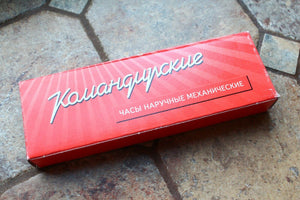 Командирские
ЧАСЫ НАРУЧНЫЕ МЕХАНИЧЕСКИЕ